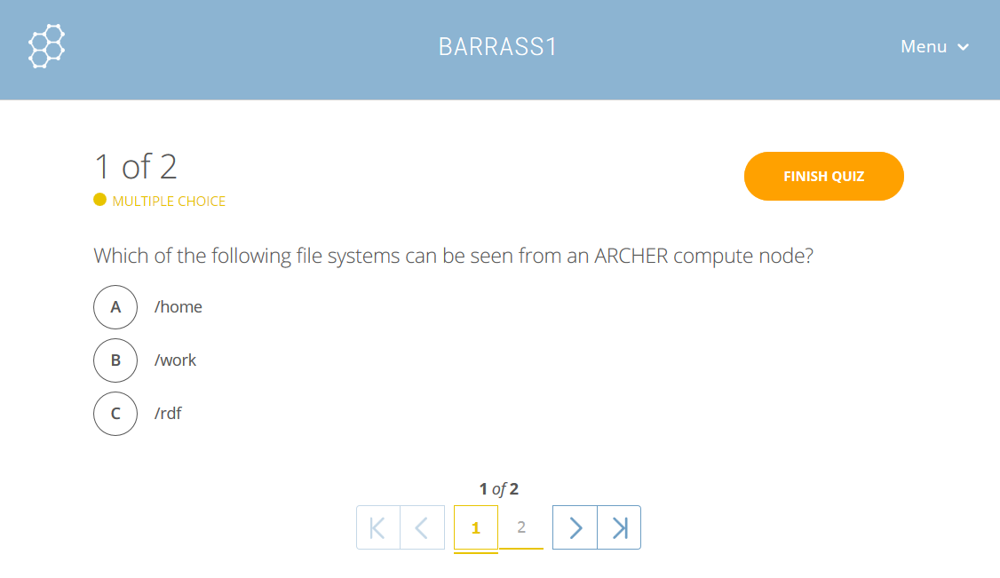 BARRASS1
Menu
1 of 2
FINISH QUIZ
MULTIPLE CHOICE
Which of the following file systems can be seen from an ARCHER compute node?
A /home
B /work
C /rdf
1 of 2
1 2